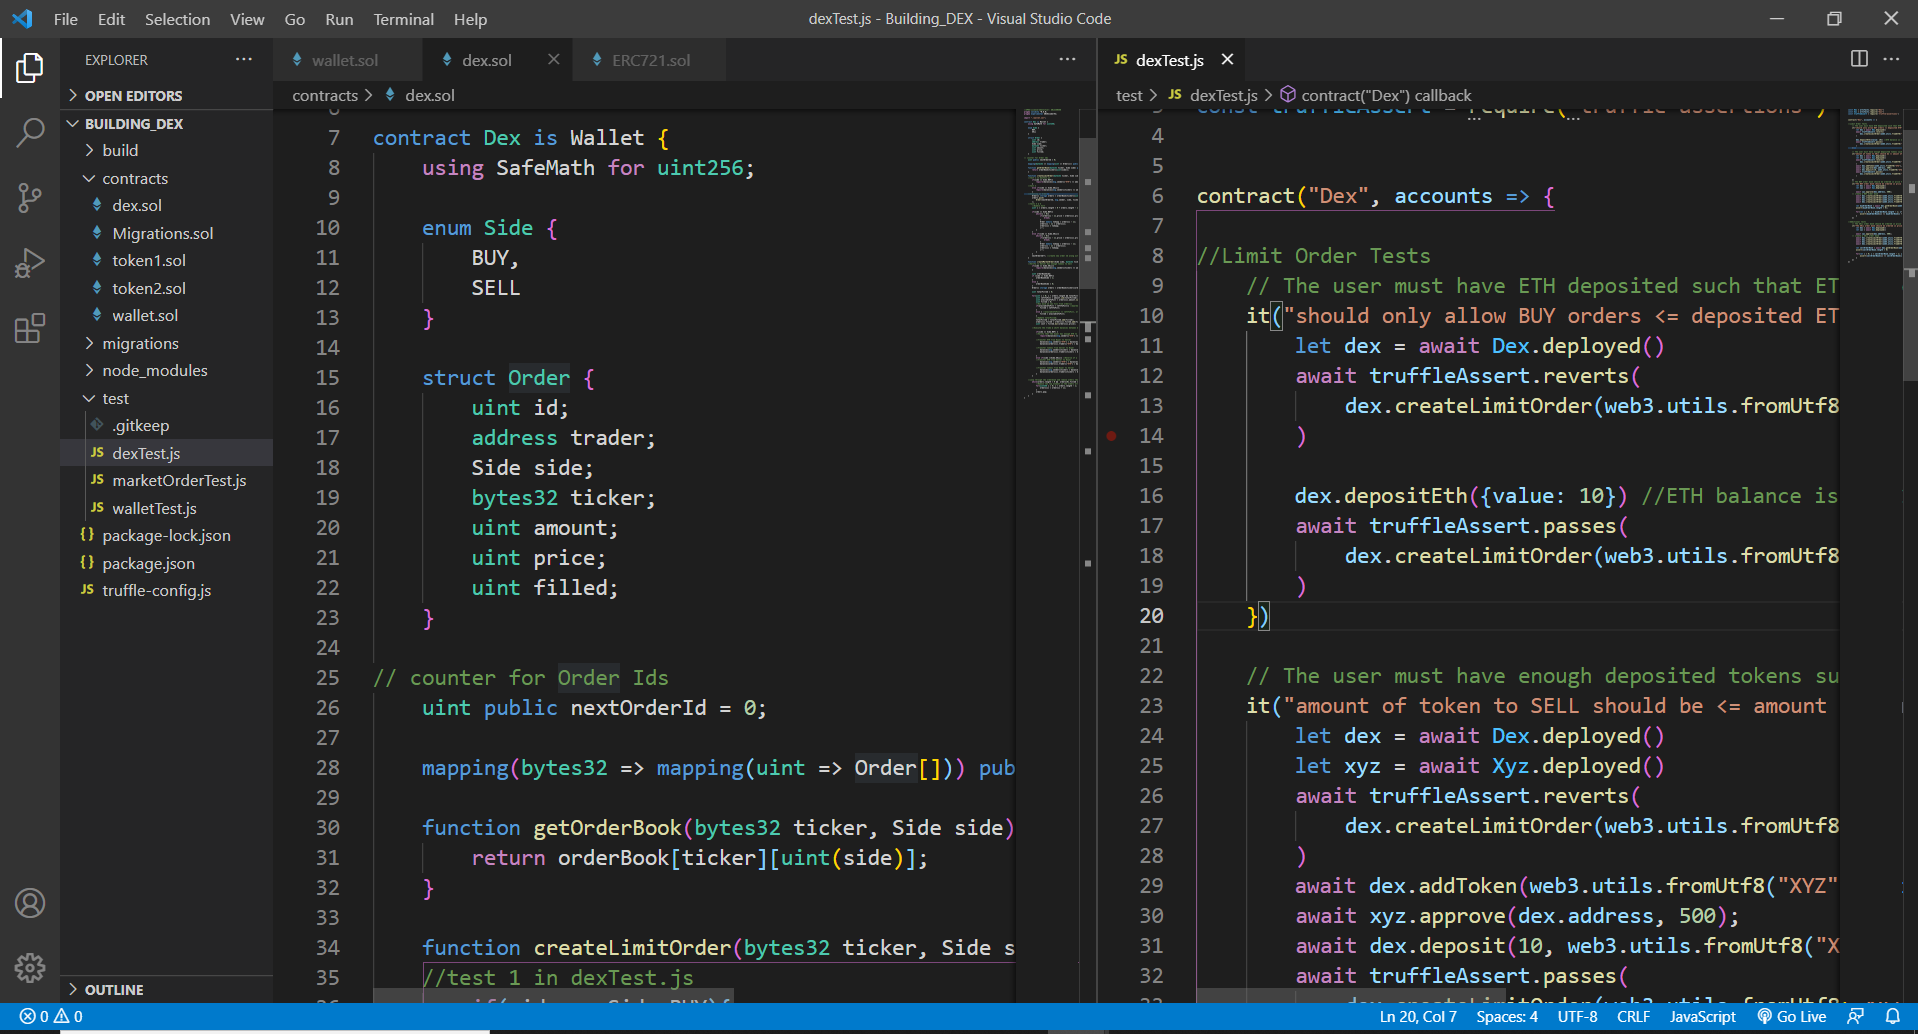 File Edit Selection View Go Run Terminal Help
dexTest.js - Building_DEX - Visual Studio Code
EXPLORER
OPEN EDITORS
BUILDING_DEX
build
contracts
dex.sol
Migrations.sol
token1.sol
token2.sol
wallet.sol
migrations
node_modules
test
.gitkeep
JS dexTest.js
JS marketOrderTest.js
JS walletTest.js
{} package-lock.json
{} package.json
JS truffle-config.js
OUTLINE
wallet.sol dex.sol ERC721.sol
contracts > dex.sol
7 contract Dex is Wallet {
8 using SafeMath for uint256;
9
10 enum Side {
11 BUY,
12 SELL
13 }
14
15 struct Order {
16 uint id;
17 address trader;
18 Side side;
19 bytes32 ticker;
20 uint amount;
21 uint price;
22 uint filled;
23 }
24
25 // counter for Order Ids
26 uint public nextOrderId = 0;
27
28 mapping(bytes32 => mapping(uint => Order[])) pub
29
30 function getOrderBook(bytes32 ticker, Side side)
31 return orderBook[ticker][uint(side)];
32 }
33
34 function createLimitOrder(bytes32 ticker, Side s
35 //test 1 in dexTest.js
JS dexTest.js
test > JS dexTest.js > contract("Dex") callback
const truffleAssert = require("truffle-assertions")
4
5
6 contract("Dex", accounts => {
7
8 //Limit Order Tests
9 // The user must have ETH deposited such that ET
10 it("should only allow BUY orders <= deposited ET
11 let dex = await Dex.deployed()
12 await truffleAssert.reverts(
13 dex.createLimitOrder(web3.utils.fromUtf8
14 )
15
16 dex.depositEth({value: 10}) //ETH balance is
17 await truffleAssert.passes(
18 dex.createLimitOrder(web3.utils.fromUtf8
19 )
20 })
21
22 // The user must have enough deposited tokens su
23 it("amount of token to SELL should be <= amount
24 let dex = await Dex.deployed()
25 let xyz = await Xyz.deployed()
26 await truffleAssert.reverts(
27 dex.createLimitOrder(web3.utils.fromUtf8
28 )
29 await dex.addToken(web3.utils.fromUtf8("XYZ"
30 await xyz.approve(dex.address, 500);
31 await dex.deposit(10, web3.utils.fromUtf8("X
32 await truffleAssert.passes(
0 0
Ln 20, Col 7 Spaces: 4 UTF-8 CRLF JavaScript Go Live